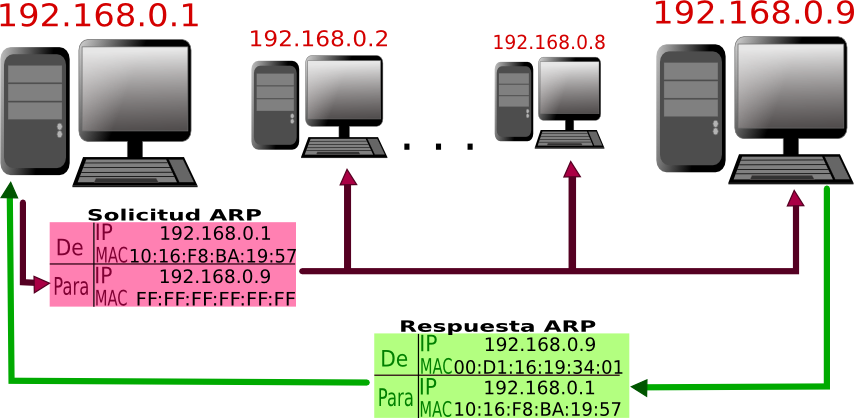 192.168.0.1
192.168.0.2
192.168.0.8
192.168.0.9
. . .
Solicitud ARP
De IP 192.168.0.1
MAC 10:16:F8:BA:19:57
Para IP 192.168.0.9
MAC FF:FF:FF:FF:FF:FF
Respuesta ARP
De IP 192.168.0.9
MAC 00:D1:16:19:34:01
Para IP 192.168.0.1
MAC 10:16:F8:BA:19:57